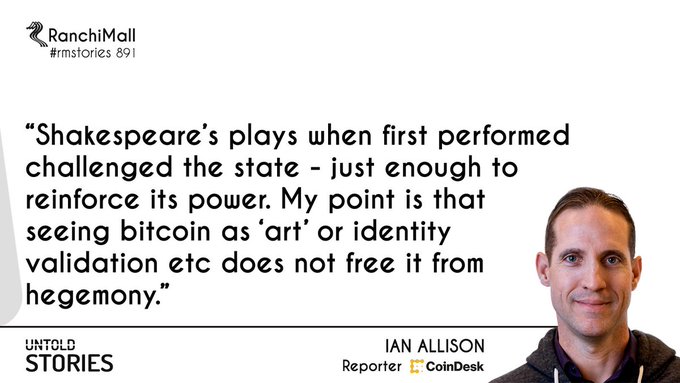 RanchiMall
#rmstories 891
“Shakespeare’s plays when first performed
challenged the state - just enough to
reinforce its power. My point is that
seeing bitcoin as ‘art’ or identity
validation etc does not free it from
hegemony.”
UNTOLD
STORIES
IAN ALLISON
Reporter CoinDesk